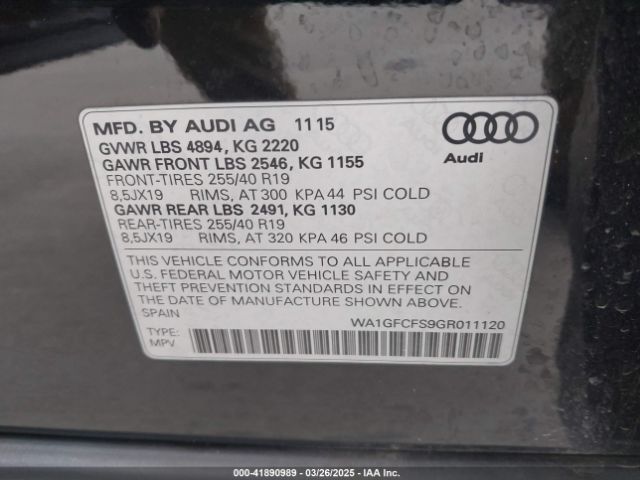 MFD. BY AUDI AG 11 15
GVWR LBS 4894, KG 2220
GAWR FRONT LBS 2546, KG 1155
FRONT-TIRES 255/40 R19
8,5JX19 RIMS, AT 300 KPA 44 PSI COLD
GAWR REAR LBS 2491, KG 1130
REAR-TIRES 255/40 R19
8,5JX19 RIMS, AT 320 KPA 46 PSI COLD
Audi
THIS VEHICLE CONFORMS TO ALL APPLICABLE
U.S. FEDERAL MOTOR VEHICLE SAFETY AND
THEFT PREVENTION STANDARDS IN EFFECT ON
THE DATE OF MANUFACTURE SHOWN ABOVE.
SPAIN
WA1GFCFS9GR011120
TYPE:
MPV
000-41890989 — 03/26/2025 — IAA Inc.